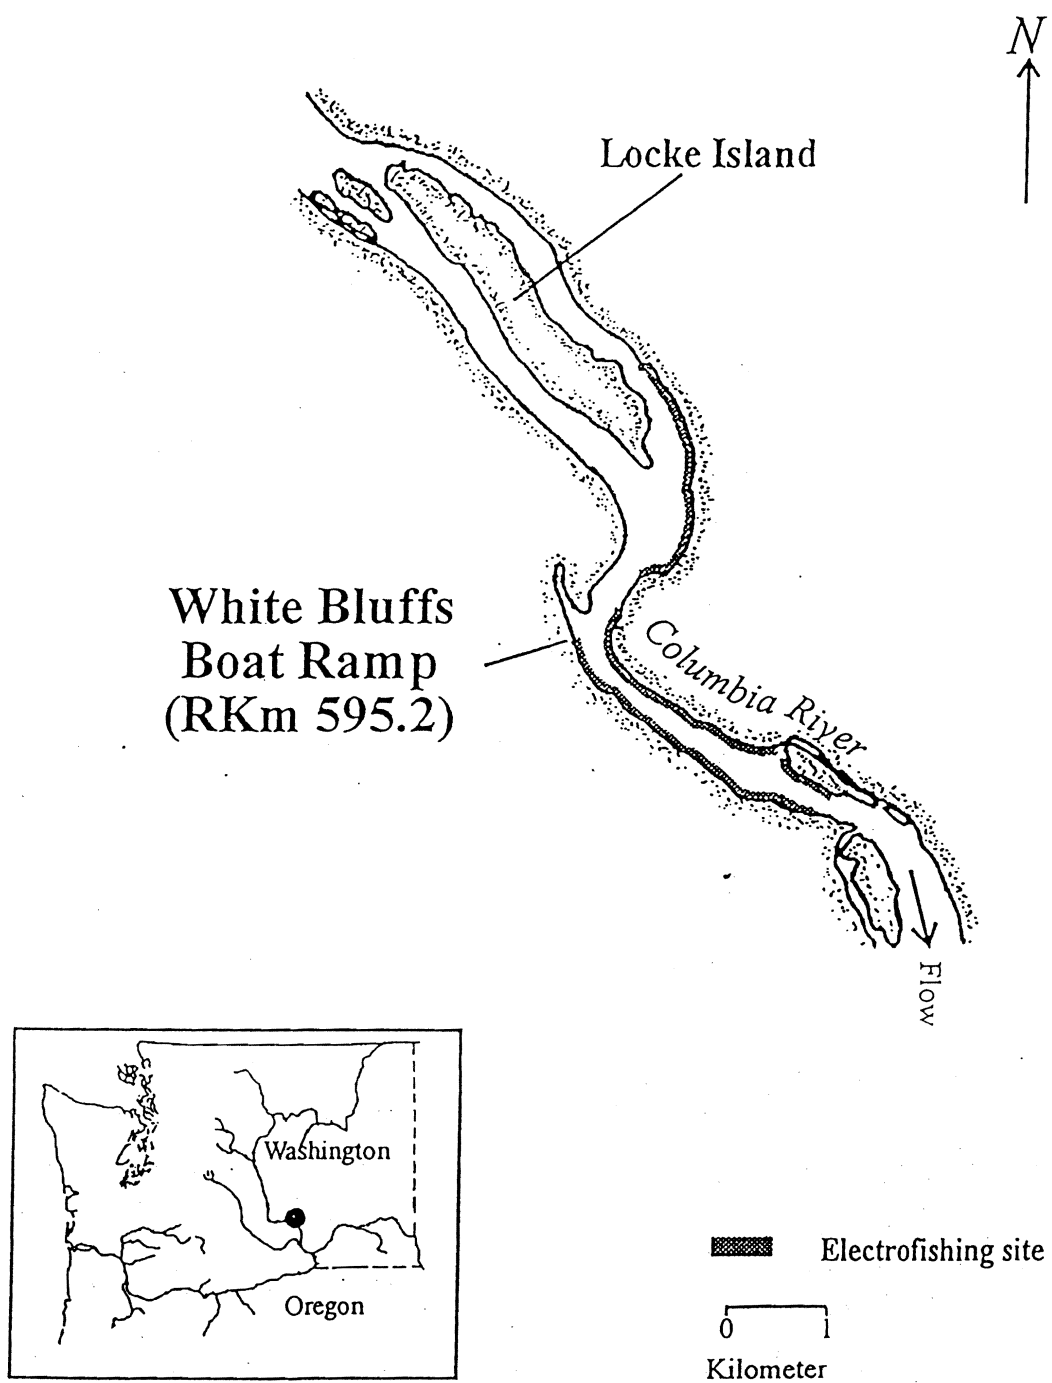 N
Locke Island
White Bluffs
Boat Ramp
(RKm 595.2)
Columbia River
Flow
Washington
Oregon
Electrofishing site
0 1
Kilometer